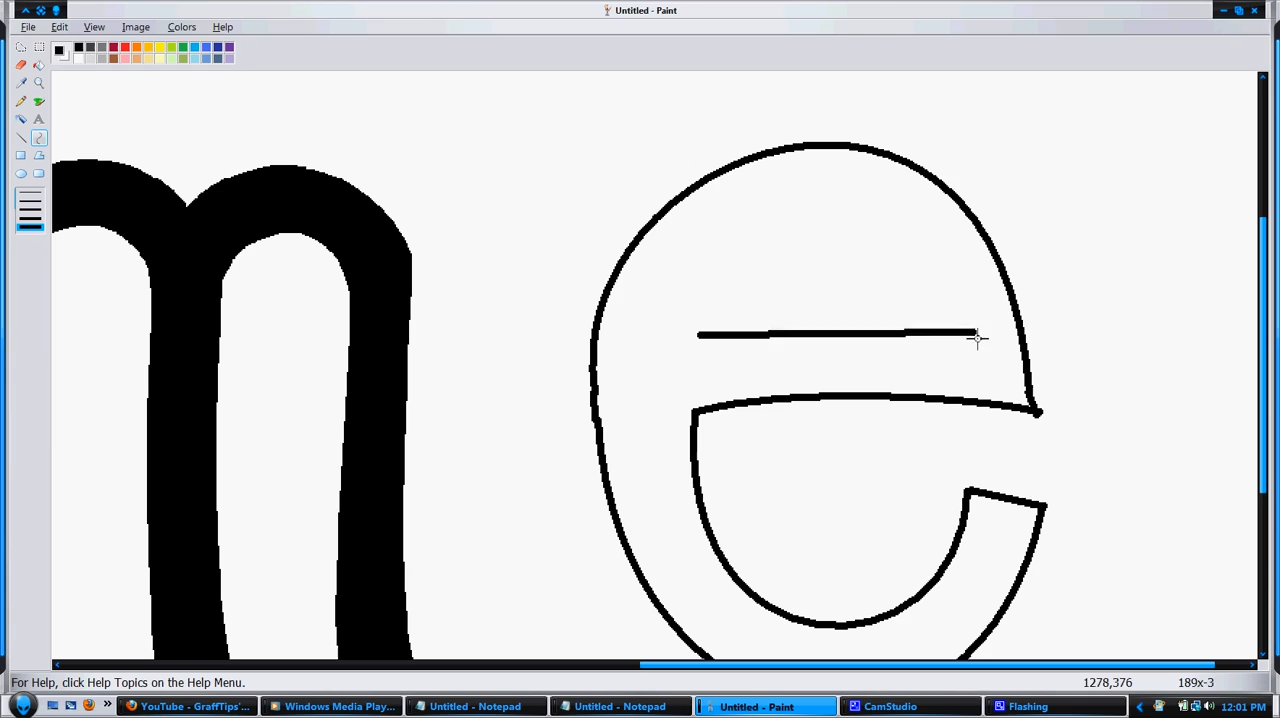 Untitled - Paint
File Edit View Image Colors Help
me
For Help, click Help Topics on the Help Menu. 1278,376 189x-3
YouTube - GraffTips'... Windows Media Play... Untitled - Notepad Untitled - Notepad Untitled - Paint CamStudio Flashing 12:01 PM